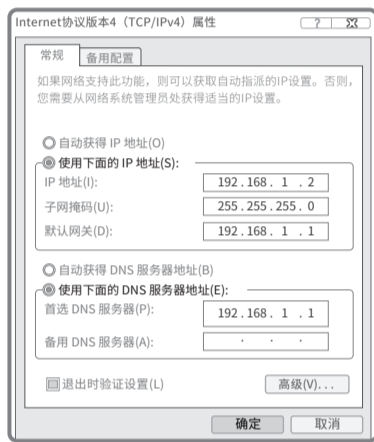 Internet协议版本4（TCP/IPv4）属性
常规 备用配置
如果网络支持此功能，则可以获取自动指派的IP设置。否则，
您需要从网络系统管理员处获得适当的IP设置。
自动获得 IP 地址(O)
使用下面的 IP 地址(S):
IP 地址(I): 192.168. 1 .2
子网掩码(U): 255.255.255.0
默认网关(D): 192.168. 1 .1
自动获得 DNS 服务器地址(B)
使用下面的 DNS 服务器地址(E):
首选 DNS 服务器(P): 192.168. 1 .1
备用 DNS 服务器(A): . . .
退出时验证设置(L) 高级(V)...
确定 取消